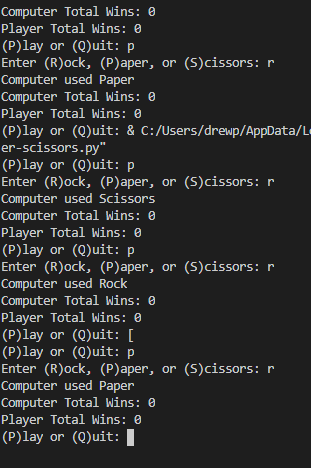 Computer Total Wins: 0
Player Total Wins: 0
(P)lay or (Q)uit: p
Enter (R)ock, (P)aper, or (S)cissors: r
Computer used Paper
Computer Total Wins: 0
Player Total Wins: 0
(P)lay or (Q)uit: & C:/Users/drewp/AppData/Lo
er-scissors.py"
(P)lay or (Q)uit: p
Enter (R)ock, (P)aper, or (S)cissors: r
Computer used Scissors
Computer Total Wins: 0
Player Total Wins: 0
(P)lay or (Q)uit: p
Enter (R)ock, (P)aper, or (S)cissors: r
Computer used Rock
Computer Total Wins: 0
Player Total Wins: 0
(P)lay or (Q)uit: [
(P)lay or (Q)uit: p
Enter (R)ock, (P)aper, or (S)cissors: r
Computer used Paper
Computer Total Wins: 0
Player Total Wins: 0
(P)lay or (Q)uit: